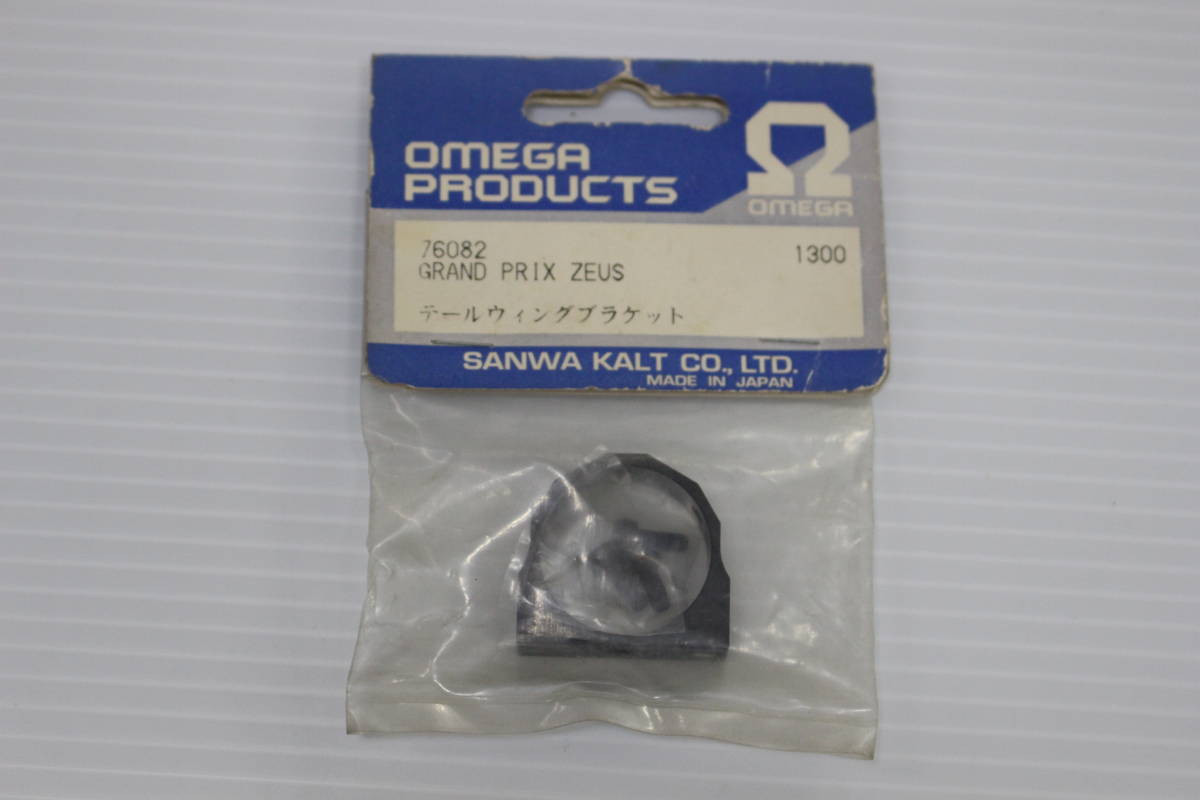 OMEGA
PRODUCTS
OMEGA
76082 1300
GRAND PRIX ZEUS
テールウィングブラケット
SANWA KALT CO., LTD.
MADE IN JAPAN